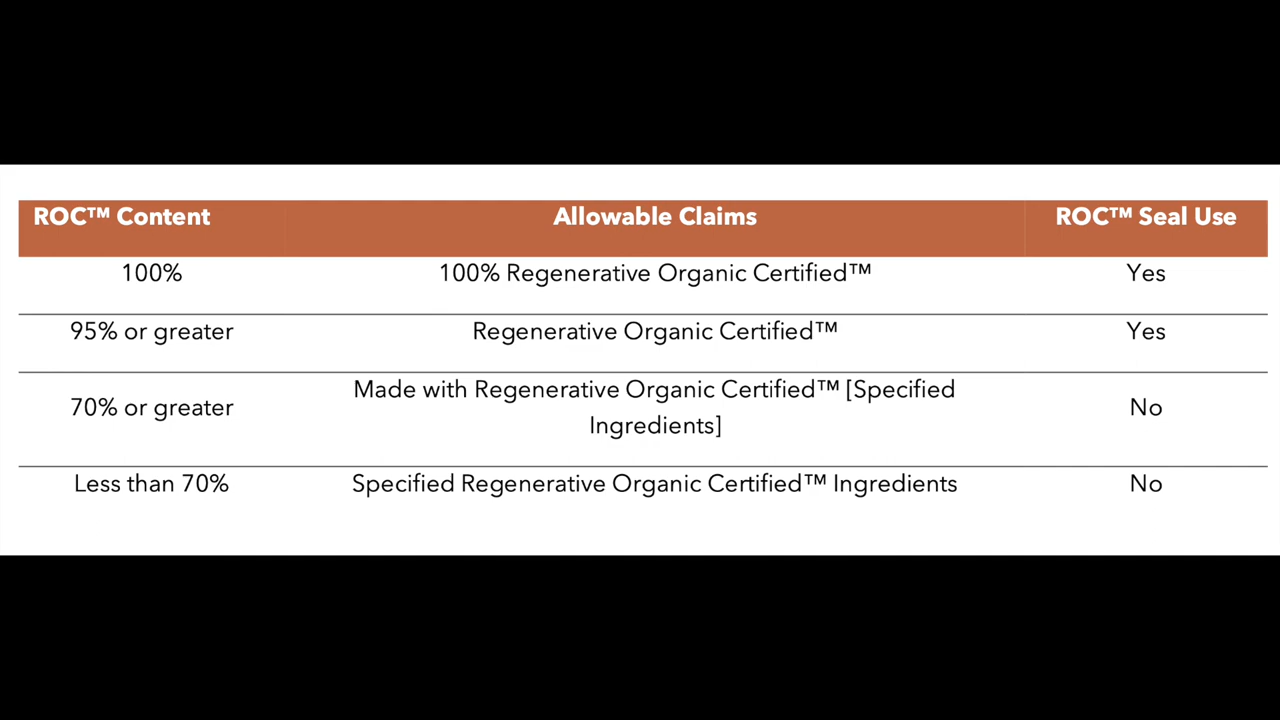 ROC™ Content Allowable Claims ROC™ Seal Use
100% 100% Regenerative Organic Certified™ Yes
95% or greater Regenerative Organic Certified™ Yes
70% or greater Made with Regenerative Organic Certified™ [Specified Ingredients] No
Less than 70% Specified Regenerative Organic Certified™ Ingredients No